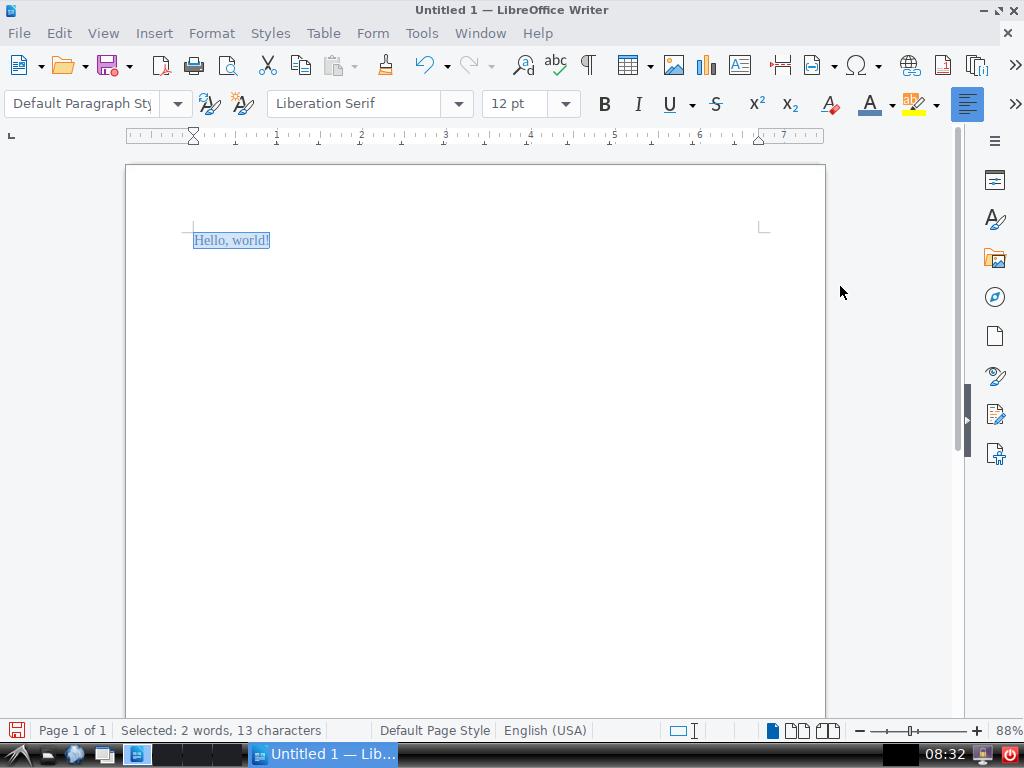 Untitled 1 — LibreOffice Writer
File Edit View Insert Format Styles Table Form Tools Window Help
Default Paragraph Sty Liberation Serif 12 pt
1 2 3 4 5 6 7
Hello, world!
Page 1 of 1 Selected: 2 words, 13 characters Default Page Style English (USA) 88%
Untitled 1 — Lib... 08:32